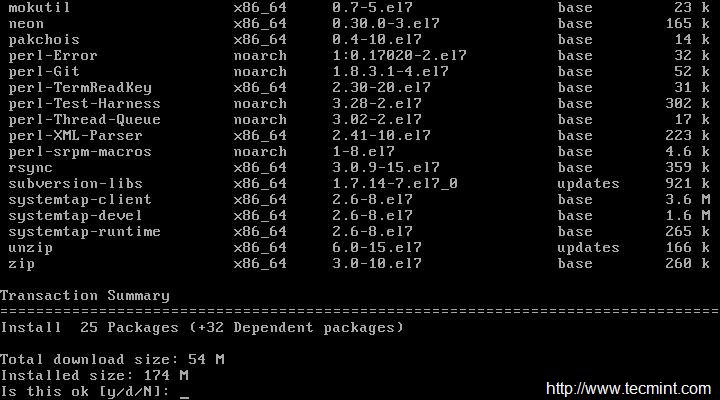 mokutil x86_64 0.7-5.el7 base 23 k
neon x86_64 0.30.0-3.el7 base 165 k
pakchois x86_64 0.4-10.el7 base 14 k
perl-Error noarch 1:0.17020-2.el7 base 32 k
perl-Git noarch 1.8.3.1-4.el7 base 52 k
perl-TermReadKey x86_64 2.30-20.el7 base 31 k
perl-Test-Harness noarch 3.28-2.el7 base 302 k
perl-Thread-Queue noarch 3.02-2.el7 base 17 k
perl-XML-Parser x86_64 2.41-10.el7 base 223 k
perl-srpm-macros noarch 1-8.el7 base 4.6 k
rsync x86_64 3.0.9-15.el7 base 359 k
subversion-libs x86_64 1.7.14-7.el7_0 updates 921 k
systemtap-client x86_64 2.6-8.el7 base 3.6 M
systemtap-devel x86_64 2.6-8.el7 base 1.6 M
systemtap-runtime x86_64 2.6-8.el7 base 265 k
unzip x86_64 6.0-15.el7 updates 166 k
zip x86_64 3.0-10.el7 base 260 k
Transaction Summary
================================================================================
Install 25 Packages (+32 Dependent packages)
Total download size: 54 M
Installed size: 174 M
Is this ok [y/d/N]: _
http://www.tecmint.com